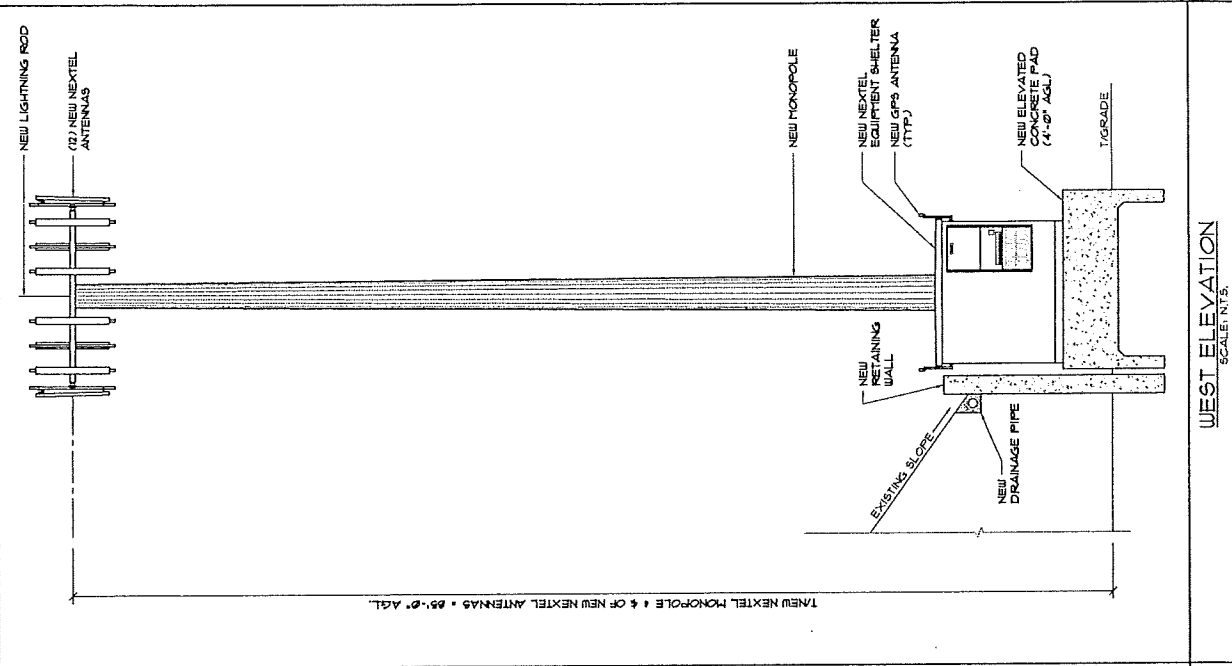 NEW LIGHTNING ROD
(12) NEW NEXTEL
ANTENNAS
NEW MONOPOLE
NEW NEXTEL
EQUIPMENT SHELTER
NEW GPS ANTENNA
(TYP.)
NEW
RETAINING
WALL
EXISTING SLOPE
NEW
DRAINAGE PIPE
NEW ELEVATED
CONCRETE PAD
(4'-0" AGL)
T/GRADE
T/NEW NEXTEL MONOPOLE & ℄ OF NEW NEXTEL ANTENNAS = 85'-0" AGL.
WEST ELEVATION
SCALE: N.T.S.